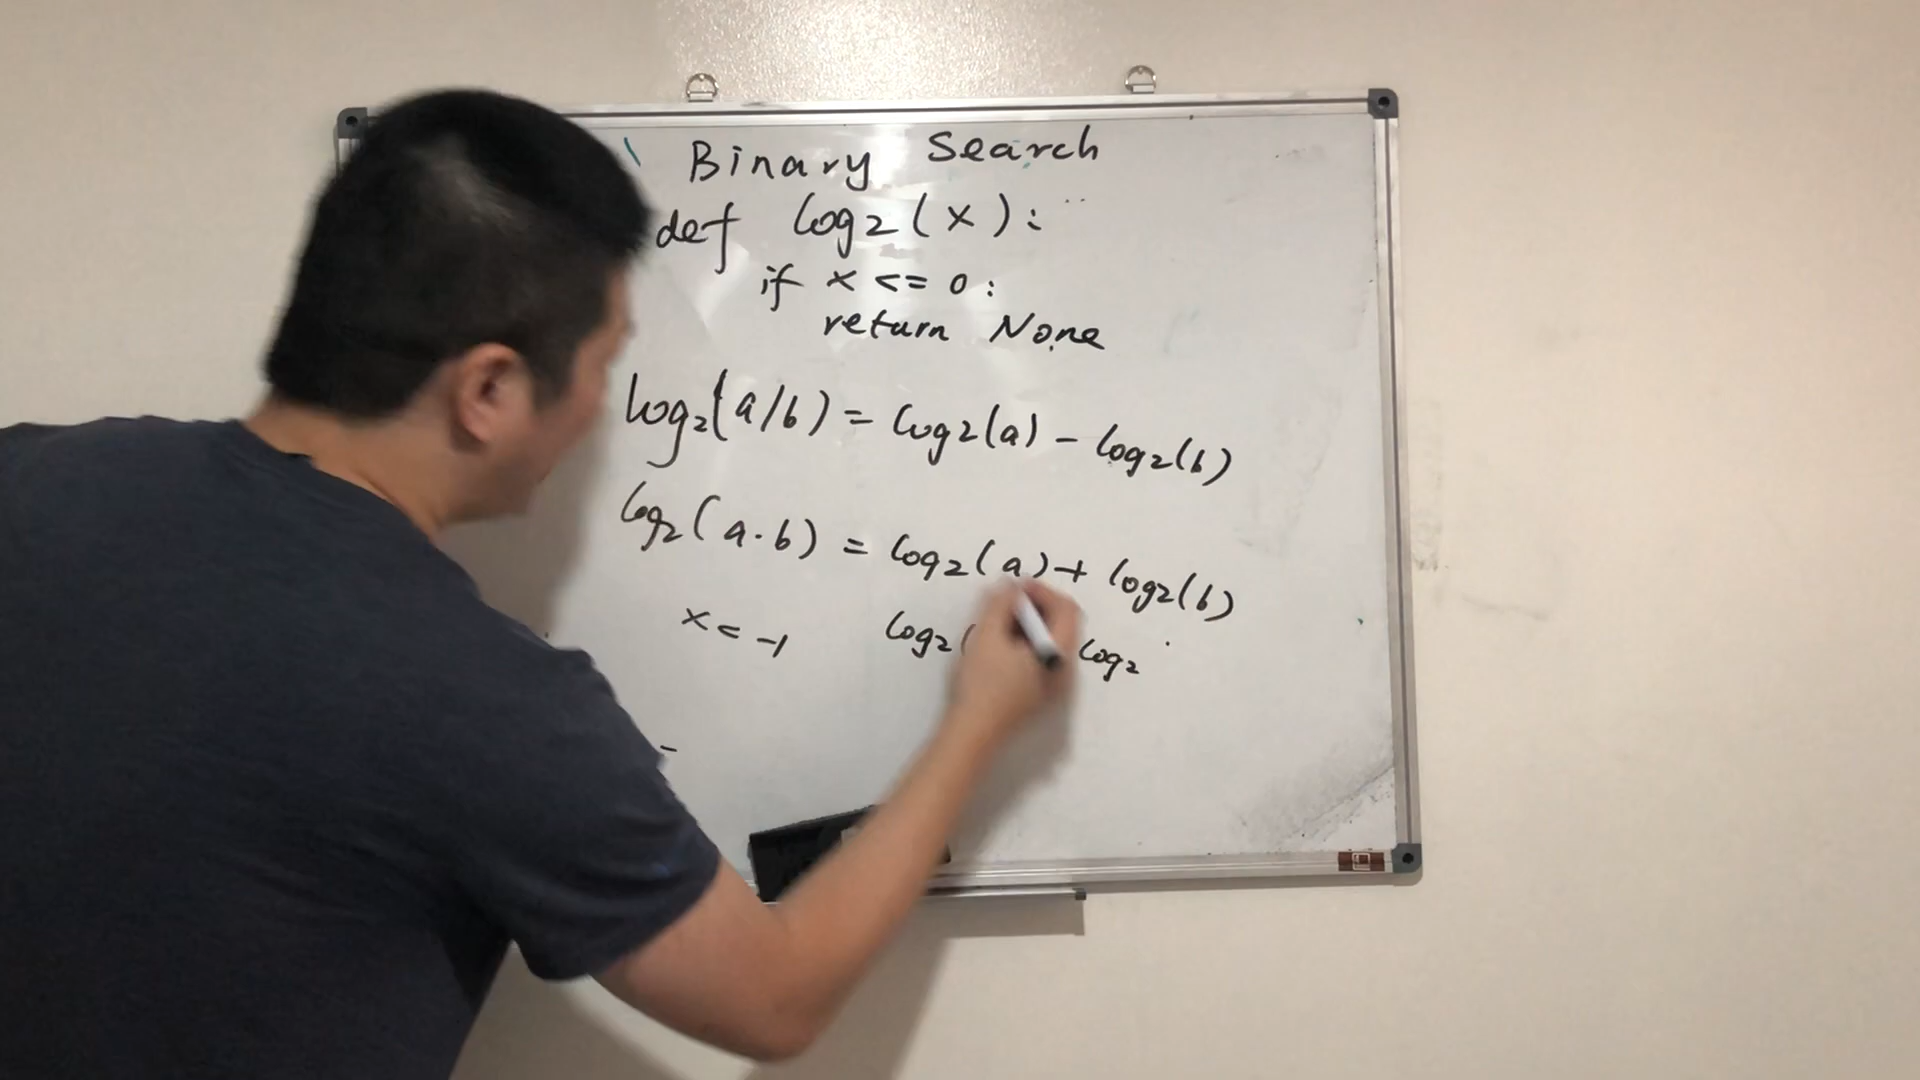 Binary Search
def log2(x):
if x <= 0:
return None
log2(a/b) = log2(a) - log2(b)
log2(a·b) = log2(a) + log2(b)
x = -1 log2( log2
-